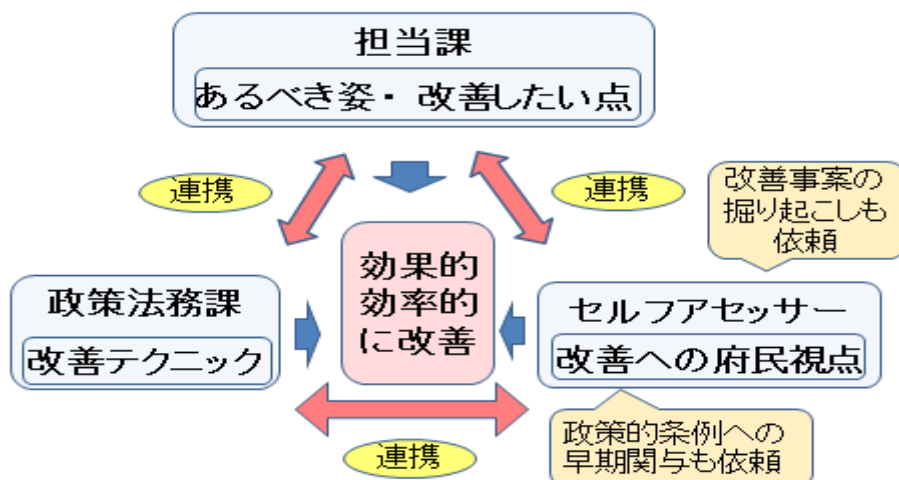 担当課
あるべき姿・改善したい点
連携
連携
改善事案の
掘り起こしも
依頼
効果的
効率的
に改善
政策法務課
改善テクニック
セルフアセッサー
改善への府民視点
連携
政策的条例への
早期関与も依頼